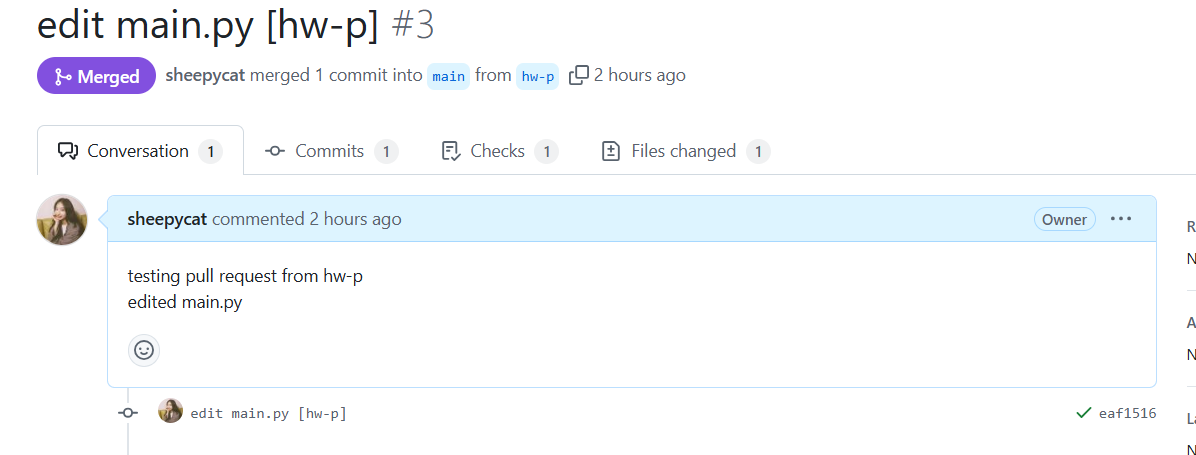 edit main.py [hw-p] #3
Merged sheepycat merged 1 commit into main from hw-p 2 hours ago
Conversation 1 Commits 1 Checks 1 Files changed 1
sheepycat commented 2 hours ago Owner ...
testing pull request from hw-p
edited main.py
edit main.py [hw-p] eaf1516